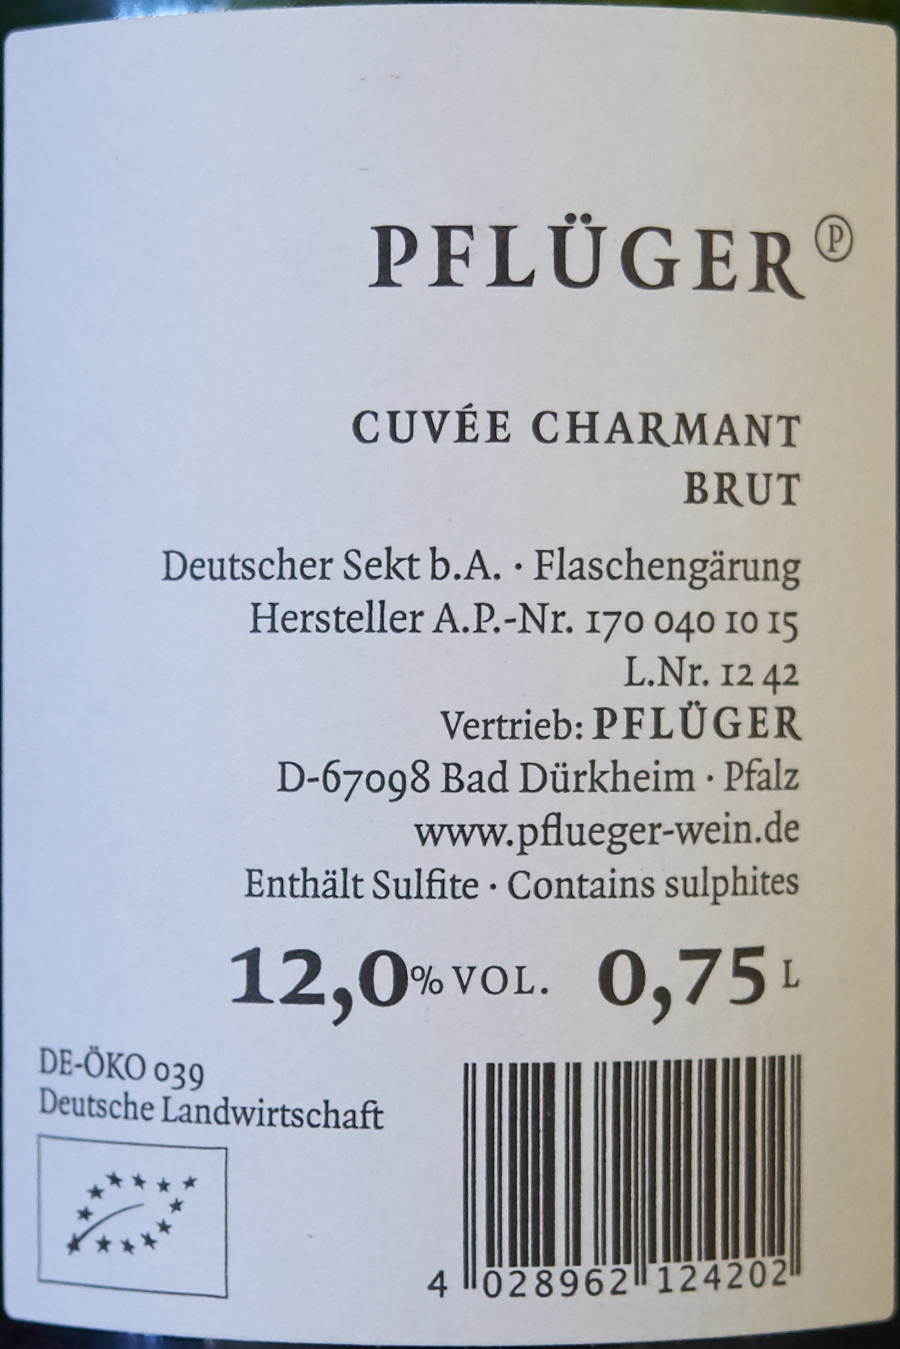 PFLÜGER Ⓟ
CUVÉE CHARMANT
BRUT
Deutscher Sekt b.A. · Flaschengärung
Hersteller A.P.-Nr. 170 040 10 15
L.Nr. 12 42
Vertrieb: PFLÜGER
D-67098 Bad Dürkheim · Pfalz
www.pflueger-wein.de
Enthält Sulfite · Contains sulphites
12,0% VOL. 0,75 L
DE-ÖKO 039
Deutsche Landwirtschaft
4 028962 124202